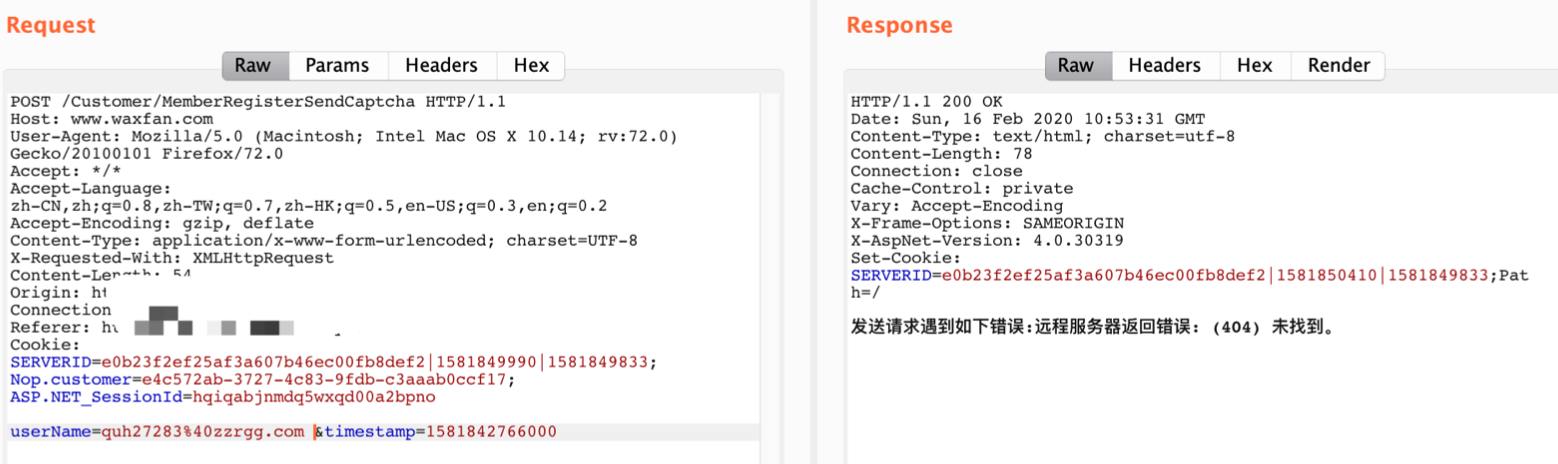 Request
Raw Params Headers Hex
POST /Customer/MemberRegisterSendCaptcha HTTP/1.1
Host: www.waxfan.com
User-Agent: Mozilla/5.0 (Macintosh; Intel Mac OS X 10.14; rv:72.0)
Gecko/20100101 Firefox/72.0
Accept: */*
Accept-Language:
zh-CN,zh;q=0.8,zh-TW;q=0.7,zh-HK;q=0.5,en-US;q=0.3,en;q=0.2
Accept-Encoding: gzip, deflate
Content-Type: application/x-www-form-urlencoded; charset=UTF-8
X-Requested-With: XMLHttpRequest
Content-Length: 54
Origin:
Connection
Referer:
Cookie:
SERVERID=e0b23f2ef25af3a607b46ec00fb8def2|1581849990|1581849833;
Nop.customer=e4c572ab-3727-4c83-9fdb-c3aaab0ccf17;
ASP.NET_SessionId=hqiqabjnmdq5wxqd00a2bpno
userName=quh27283%40zzrgg.com &timestamp=1581842766000
Response
Raw Headers Hex Render
HTTP/1.1 200 OK
Date: Sun, 16 Feb 2020 10:53:31 GMT
Content-Type: text/html; charset=utf-8
Content-Length: 78
Connection: close
Cache-Control: private
Vary: Accept-Encoding
X-Frame-Options: SAMEORIGIN
X-AspNet-Version: 4.0.30319
Set-Cookie:
SERVERID=e0b23f2ef25af3a607b46ec00fb8def2|1581850410|1581849833;Pat
h=/
发送请求遇到如下错误:远程服务器返回错误: (404) 未找到。